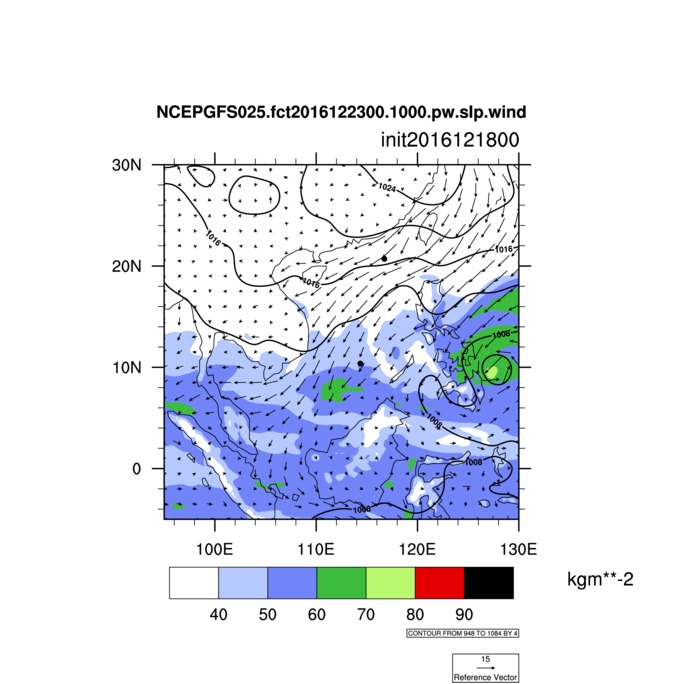 NCEPGFS025.fct2016122300.1000.pw.slp.wind
init2016121800
30N
20N
10N
0
1024
1016
1016
1016
1008
1008
1008
1008
100E 110E 120E 130E
kgm**-2
40 50 60 70 80 90
CONTOUR FROM 948 TO 1084 BY 4
15
Reference Vector